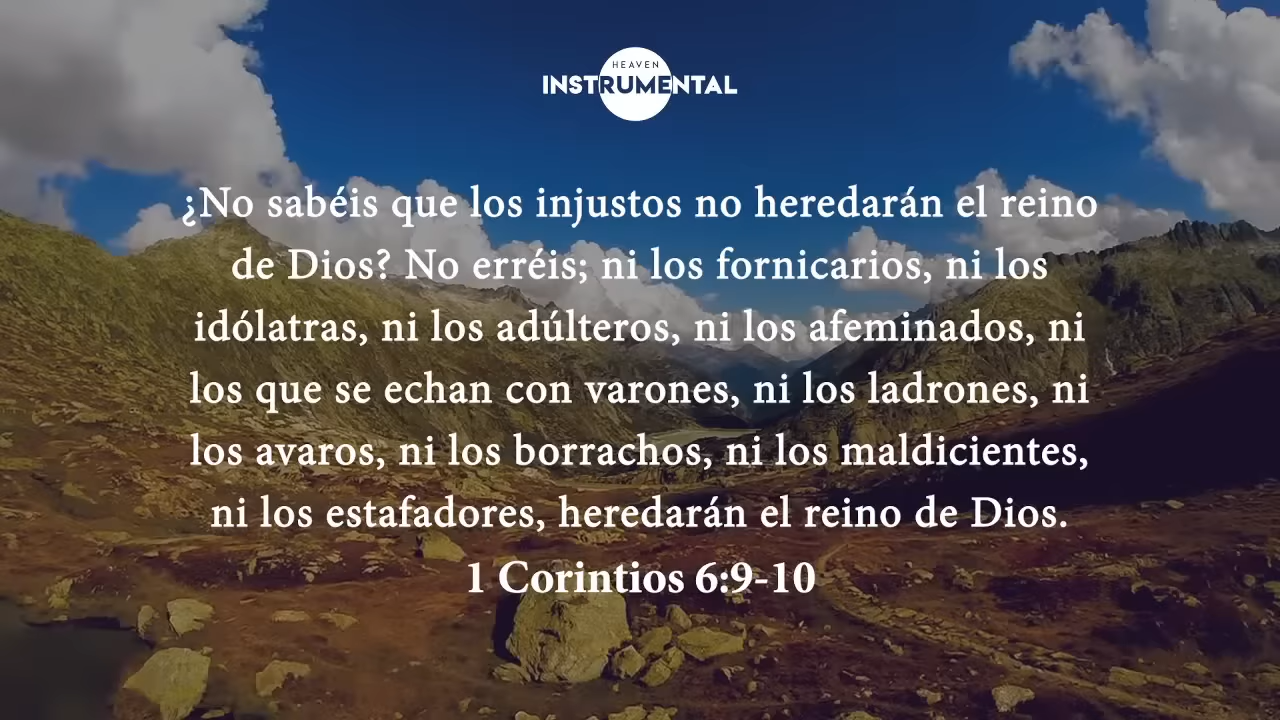 HEAVEN
INSTRUMENTAL
¿No sabéis que los injustos no heredarán el reino
de Dios? No erréis; ni los fornicarios, ni los
idólatras, ni los adúlteros, ni los afeminados, ni
los que se echan con varones, ni los ladrones, ni
los avaros, ni los borrachos, ni los maldicientes,
ni los estafadores, heredarán el reino de Dios.
1 Corintios 6:9-10